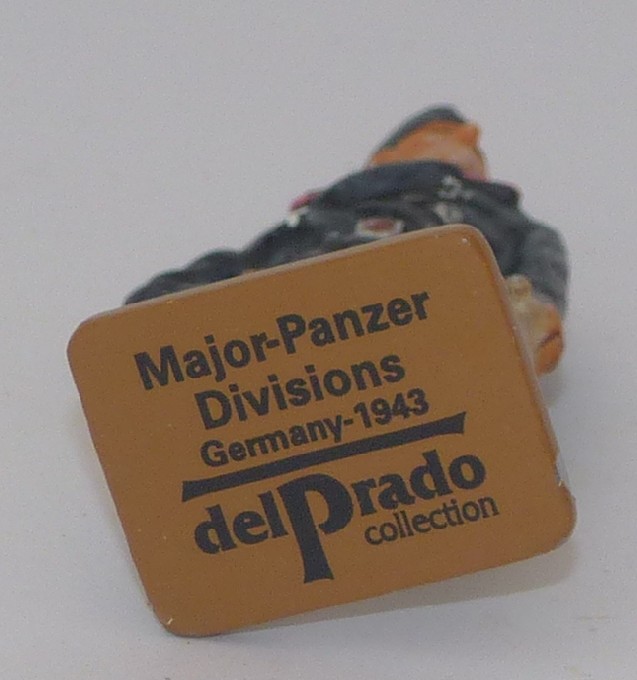 Major-Panzer
Divisions
Germany-1943
delPrado
collection